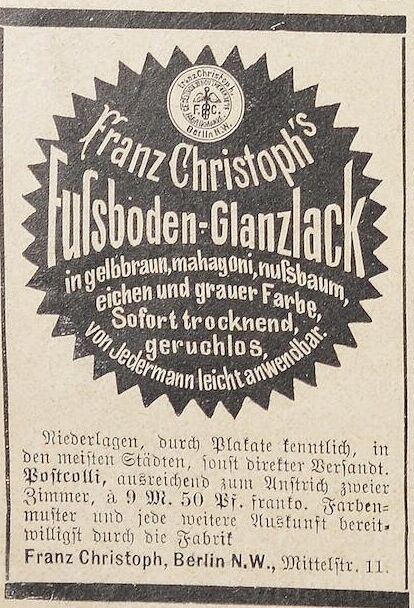 Franz Christoph
F C
Berlin N.W.
Franz Christoph's
Fußboden-Glanzlack
in gelbbraun, mahagoni, nußbaum,
eichen und grauer Farbe,
Sofort trocknend,
geruchlos,
von Jedermann leicht anwendbar.
Niederlagen, durch Plakate kenntlich, in
den meisten Städten, sonst direkter Versandt.
Postcolli, ausreichend zum Anstrich zweier
Zimmer, à 9 M. 50 Pf. franko. Farben-
muster und jede weitere Auskunft bereit-
willigst durch die Fabrik
Franz Christoph, Berlin N.W., Mittelstr. 11.